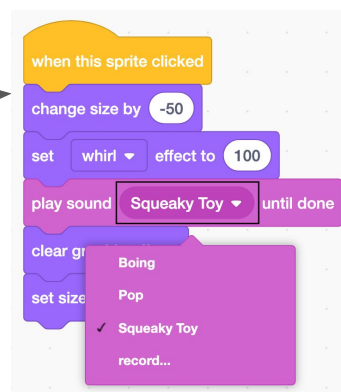 when this sprite clicked
change size by -50
set whirl effect to 100
play sound Squeaky Toy until done
clear
Boing
Pop
set size
Squeaky Toy
record...